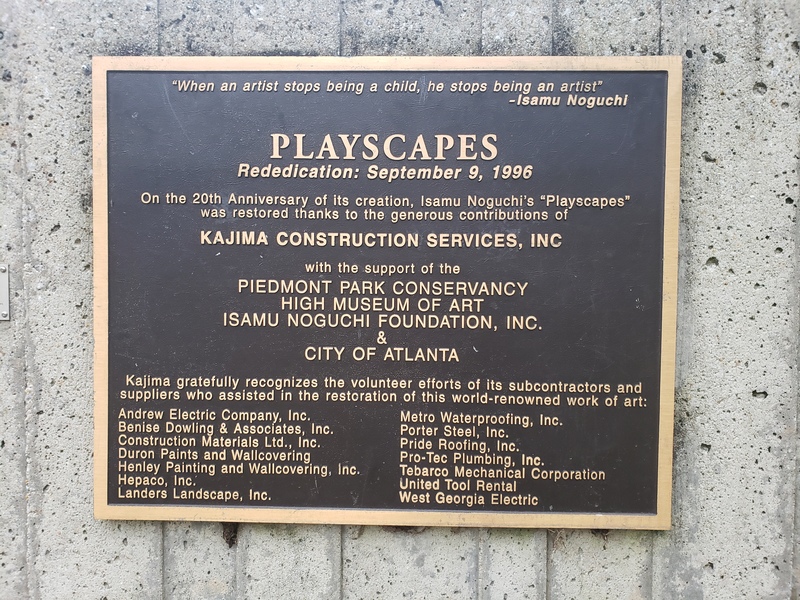 "When an artist stops being a child, he stops being an artist"
-Isamu Noguchi
PLAYSCAPES
Rededication: September 9, 1996
On the 20th Anniversary of its creation, Isamu Noguchi's "Playscapes"
was restored thanks to the generous contributions of
KAJIMA CONSTRUCTION SERVICES, INC
with the support of the
PIEDMONT PARK CONSERVANCY
HIGH MUSEUM OF ART
ISAMU NOGUCHI FOUNDATION, INC.
&
CITY OF ATLANTA
Kajima gratefully recognizes the volunteer efforts of its subcontractors and
suppliers who assisted in the restoration of this world-renowned work of art:
Andrew Electric Company, Inc.
Benise Dowling & Associates, Inc.
Construction Materials Ltd., Inc.
Duron Paints and Wallcovering
Henley Painting and Wallcovering, Inc.
Hepaco, Inc.
Landers Landscape, Inc.
Metro Waterproofing, Inc.
Porter Steel, Inc.
Pride Roofing, Inc.
Pro-Tec Plumbing, Inc.
Tebarco Mechanical Corporation
United Tool Rental
West Georgia Electric